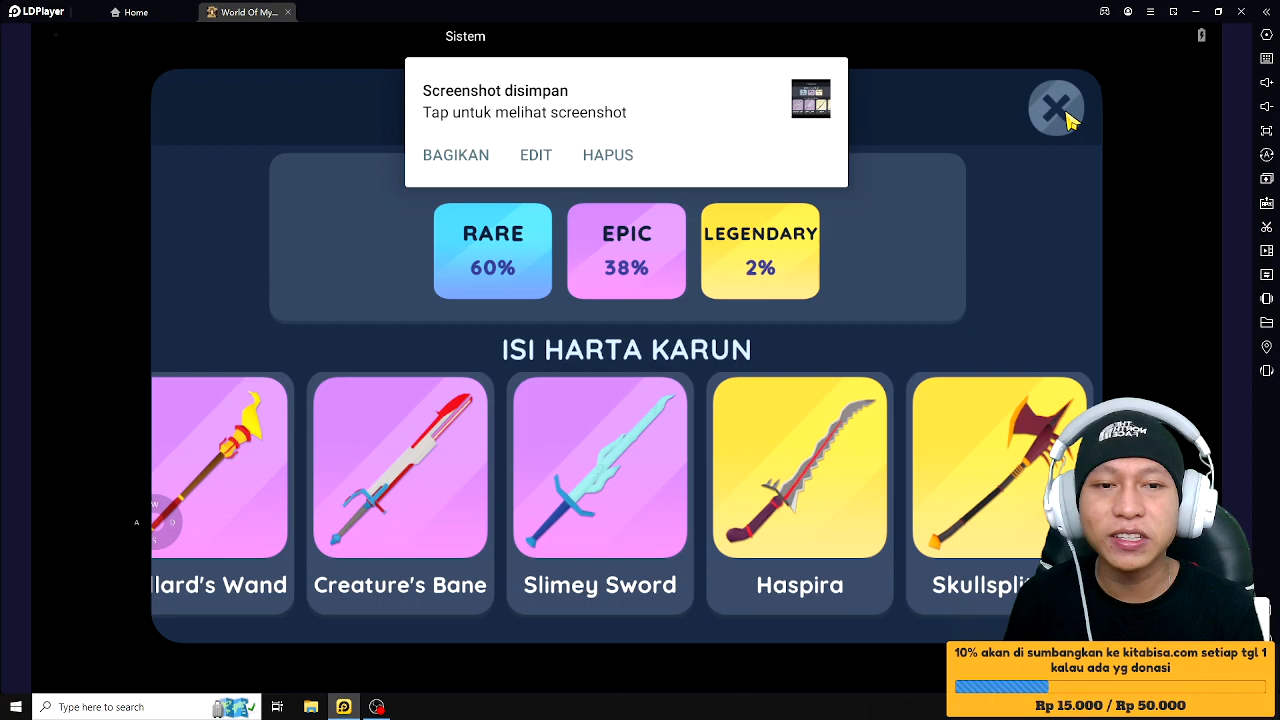 LDPlayer
Home
World Of My...
Sistem
Screenshot disimpan
Tap untuk melihat screenshot
BAGIKAN EDIT HAPUS
RARE
60%
EPIC
38%
LEGENDARY
2%
ISI HARTA KARUN
W
A D
S
lard's Wand
Creature's Bane
Slimey Sword
Haspira
Skullspli
10% akan di sumbangkan ke kitabisa.com setiap tgl 1
kalau ada yg donasi
Rp 15.000 / Rp 50.000
Type here to search